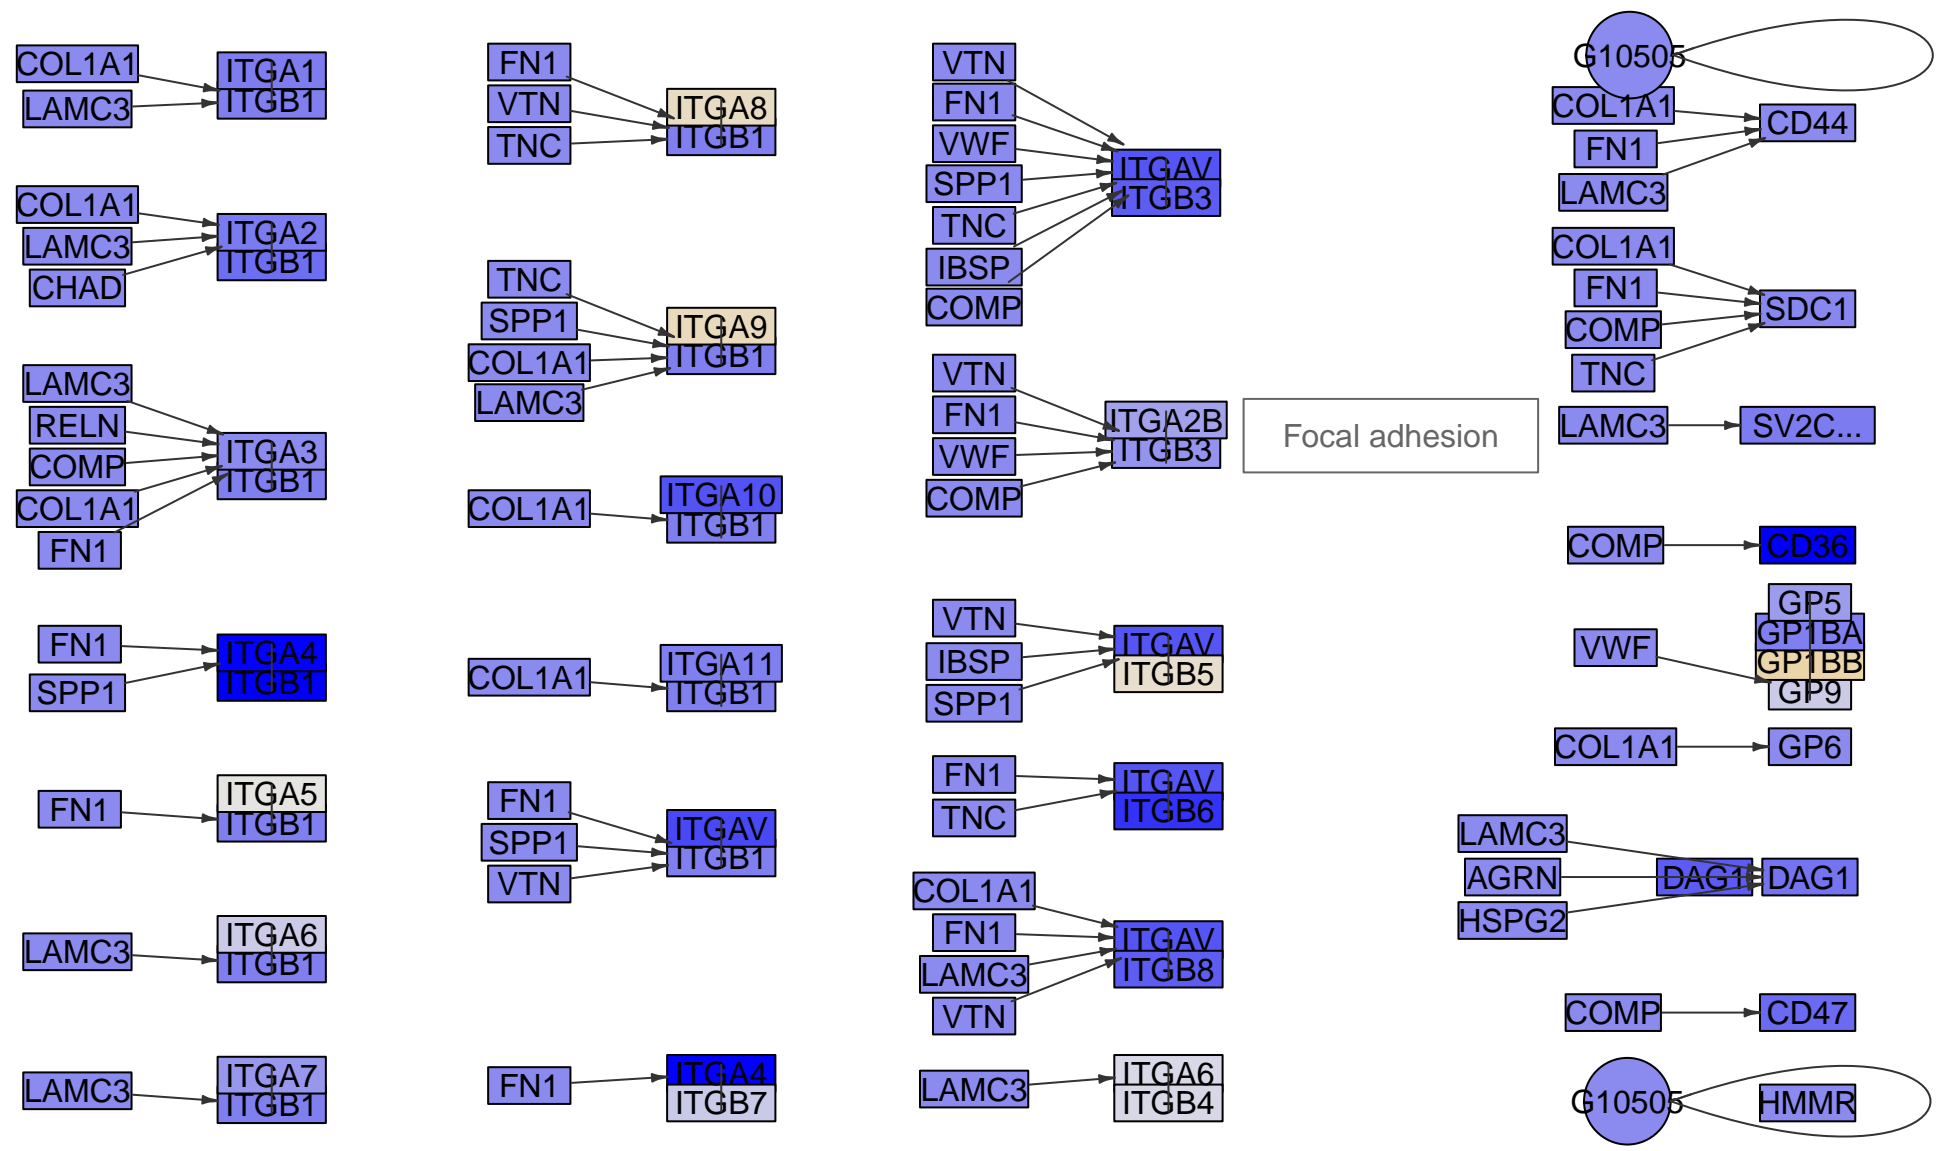 COL1A1
LAMC3
ITGA1
ITGB1
COL1A1
LAMC3
CHAD
ITGA2
ITGB1
LAMC3
RELN
COMP
COL1A1
FN1
ITGA3
ITGB1
FN1
SPP1
ITGA4
ITGB1
FN1
ITGA5
ITGB1
LAMC3
ITGA6
ITGB1
LAMC3
ITGA7
ITGB1
FN1
VTN
TNC
ITGA8
ITGB1
TNC
SPP1
COL1A1
LAMC3
ITGA9
ITGB1
COL1A1
ITGA10
ITGB1
COL1A1
ITGA11
ITGB1
FN1
SPP1
VTN
ITGAV
ITGB1
FN1
ITGA4
ITGB7
VTN
FN1
VWF
SPP1
TNC
IBSP
COMP
ITGAV
ITGB3
VTN
FN1
VWF
COMP
ITGA2B
ITGB3
VTN
IBSP
SPP1
ITGAV
ITGB5
FN1
TNC
ITGAV
ITGB6
COL1A1
FN1
LAMC3
VTN
ITGAV
ITGB8
LAMC3
ITGA6
ITGB4
Focal adhesion
G10505
COL1A1
FN1
LAMC3
CD44
COL1A1
FN1
COMP
TNC
SDC1
LAMC3
SV2C...
COMP
CD36
VWF
GP5
GP1BA
GP1BB
GP9
COL1A1
GP6
LAMC3
AGRN
HSPG2
DAG1
DAG1
COMP
CD47
G10505
HMMR